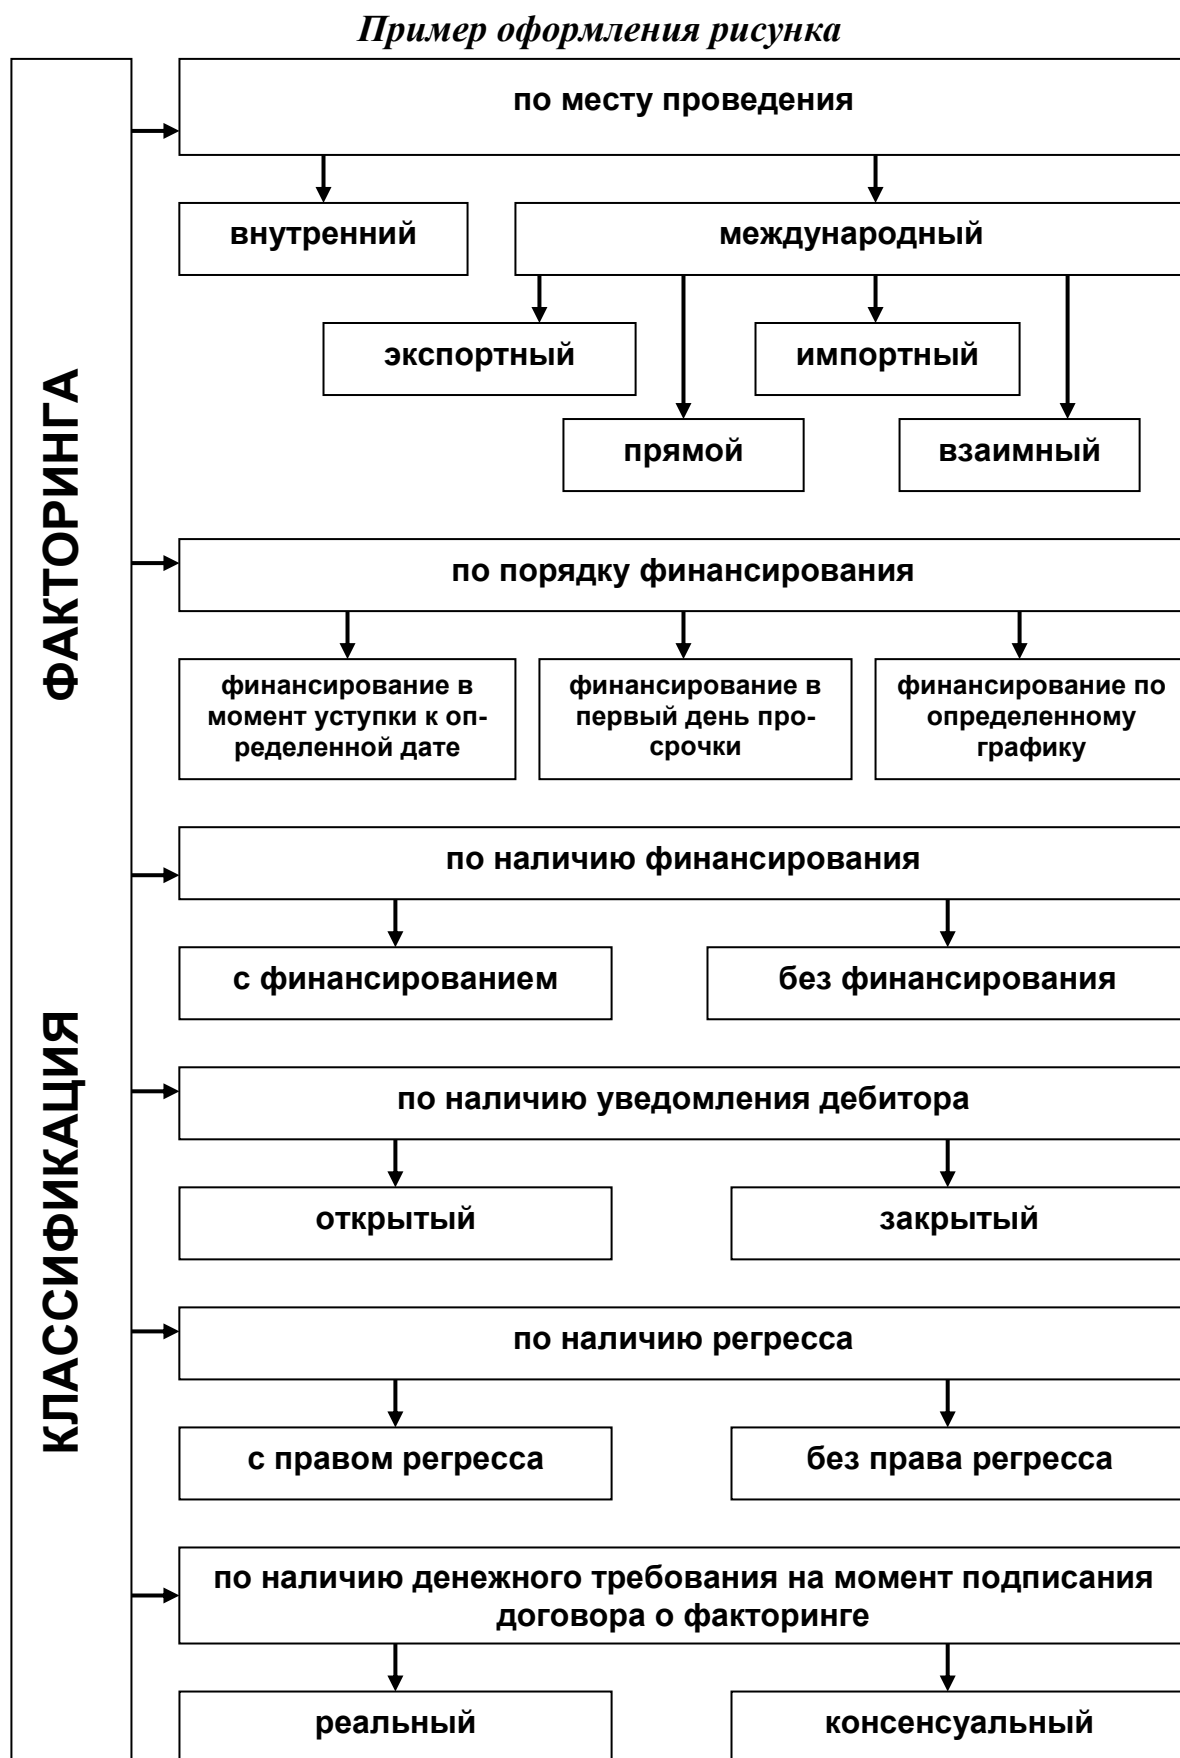 Пример оформления рисунка
КЛАССИФИКАЦИЯ ФАКТОРИНГА
по месту проведения
внутренний
международный
экспортный
импортный
прямой
взаимный
по порядку финансирования
финансирование в
момент уступки к оп-
ределенной дате
финансирование в
первый день про-
срочки
финансирование по
определенному
графику
по наличию финансирования
с финансированием
без финансирования
по наличию уведомления дебитора
открытый
закрытый
по наличию регресса
с правом регресса
без права регресса
по наличию денежного требования на момент подписания
договора о факторинге
реальный
консенсуальный